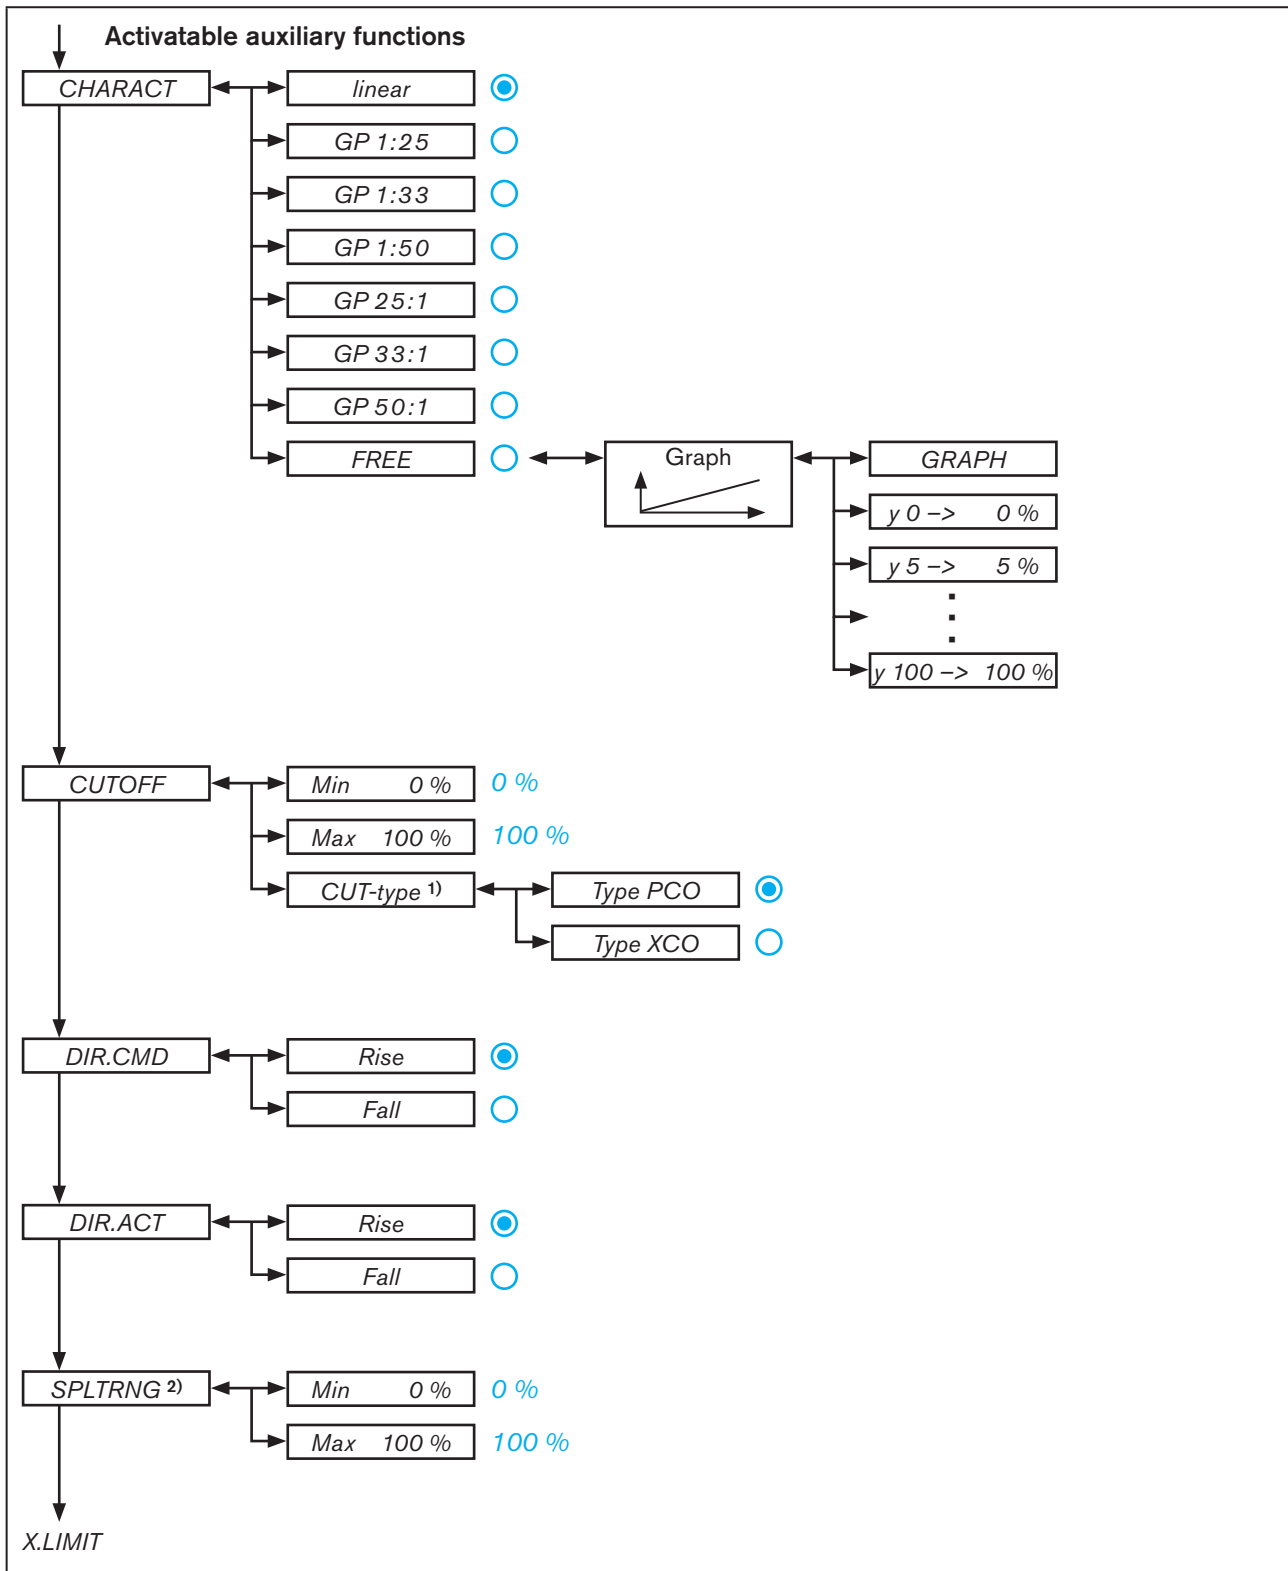 Activatable auxiliary functions
CHARACT
linear
GP 1:25
GP 1:33
GP 1:50
GP 25:1
GP 33:1
GP 50:1
FREE
Graph
GRAPH
y 0 –> 0 %
y 5 –> 5 %
y 100 –> 100 %
CUTOFF
Min 0 % 0 %
Max 100 % 100 %
CUT-type 1)
Type PCO
Type XCO
DIR.CMD
Rise
Fall
DIR.ACT
Rise
Fall
SPLTRNG 2)
Min 0 % 0 %
Max 100 % 100 %
X.LIMIT